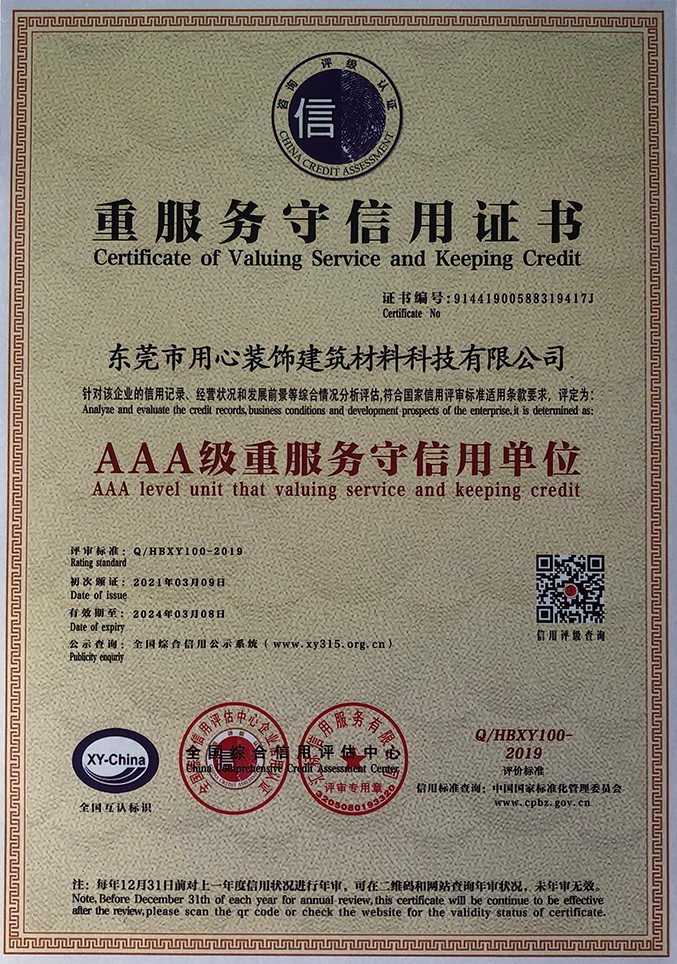 咨询 评级 认证
信
CHINA CREDIT ASSESSMENT
重服务守信用证书
Certificate of Valuing Service and Keeping Credit
证书编号:91441900588319417J
Certificate No
东莞市用心装饰建筑材料科技有限公司
针对该企业的信用记录、经营状况和发展前景等综合情况分析评估,符合国家信用评审标准适用条款要求，评定为:
Analyze and evaluate the credit records,business conditions and development prospects of the enterprise,it is determined as:
AAA级重服务守信用单位
AAA level unit that valuing service and keeping credit
评审标准: Q/HBXY100-2019
Rating standard
初次颁证: 2021年03月09日
Date of issue
有效期至: 2024年03月08日
Date of expiry
公示查询: 全国综合信用公示系统（www.xy315.org.cn）
Publicity enquriy
信用评级查询
XY-China
全国互认标识
全国综合信用评估中心
China Comprehensive Credit Assessment Center
信用评估中心企业
信用服务有限
评审专用章
3205080193320
Q/HBXY100-
2019
评价标准
信用标准查询: 中国国家标准化管理委员会
www.cpbz.gov.cn
注: 每年12月31日前对上一年度信用状况进行年审，可在二维码和网站查询年审状况，未年审无效。
Note, Before December 31th of each year for annual review, this certificate will be continue to be effective
after the review, please scan the qr code or check the website for the validity status of certificate.